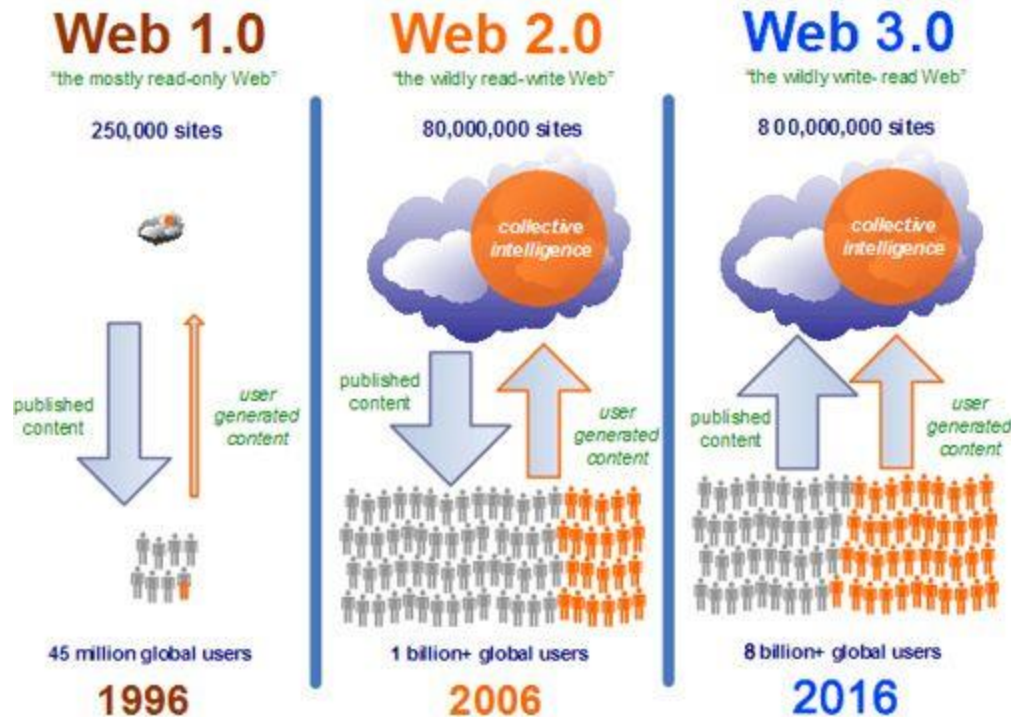 Web 1.0
"the mostly read-only Web"
250,000 sites
published
content
user
generated
content
45 million global users
1996
Web 2.0
"the wildly read-write Web"
80,000,000 sites
collective
intelligence
published
content
user
generated
content
1 billion+ global users
2006
Web 3.0
"the wildly write- read Web"
800,000,000 sites
collective
intelligence
published
content
user
generated
content
8 billion+ global users
2016